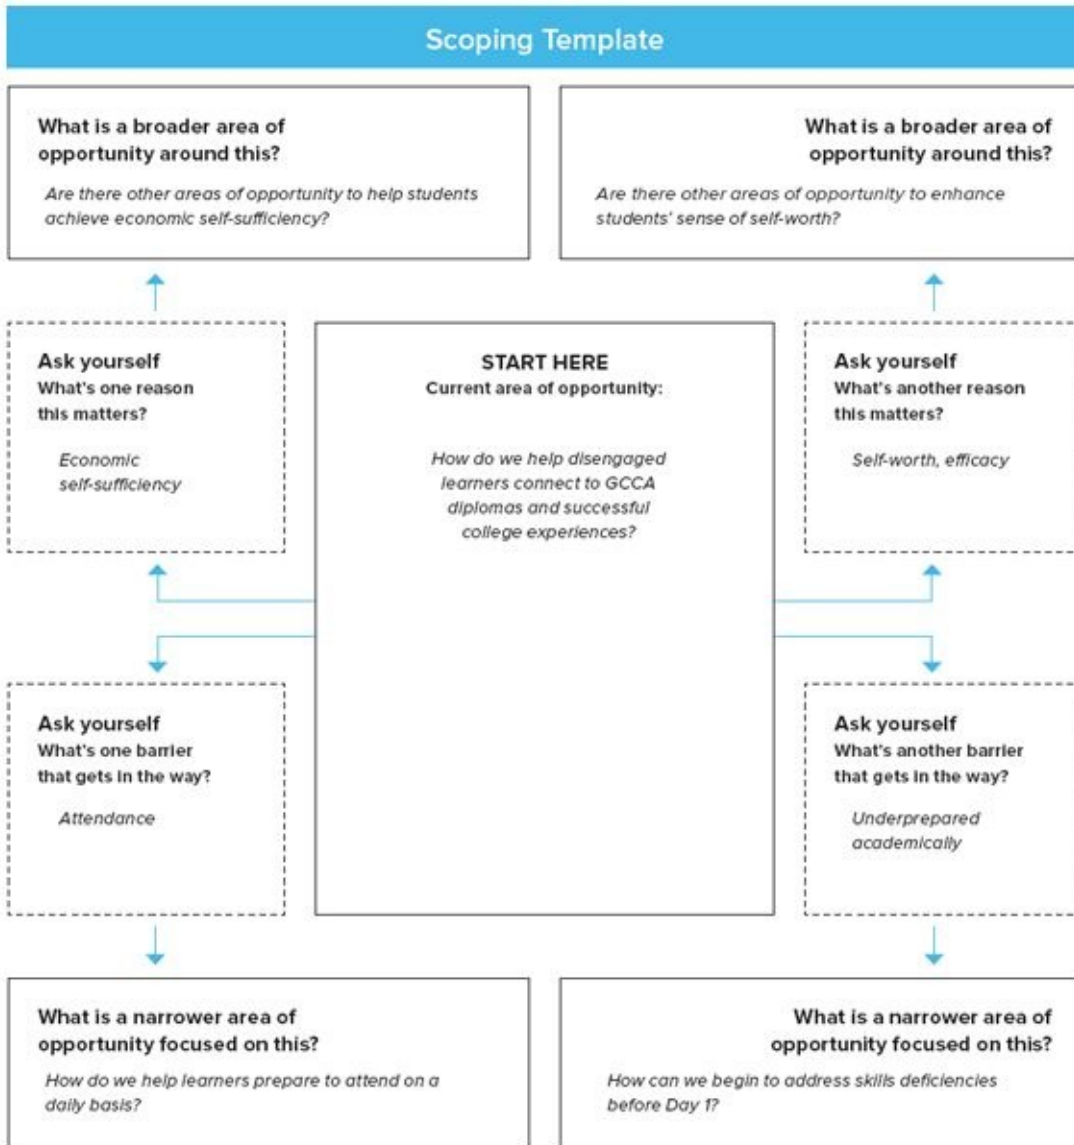 Scoping Template
What is a broader area of
opportunity around this?
Are there other areas of opportunity to help students
achieve economic self-sufficiency?
What is a broader area of
opportunity around this?
Are there other areas of opportunity to enhance
students' sense of self-worth?
Ask yourself
What's one reason
this matters?
Economic
self-sufficiency
START HERE
Current area of opportunity:
How do we help disengaged
learners connect to GCCA
diplomas and successful
college experiences?
Ask yourself
What's another reason
this matters?
Self-worth, efficacy
Ask yourself
What's one barrier
that gets in the way?
Attendance
Ask yourself
What's another barrier
that gets in the way?
Underprepared
academically
What is a narrower area of
opportunity focused on this?
How do we help learners prepare to attend on a
daily basis?
What is a narrower area of
opportunity focused on this?
How can we begin to address skills deficiencies
before Day 1?